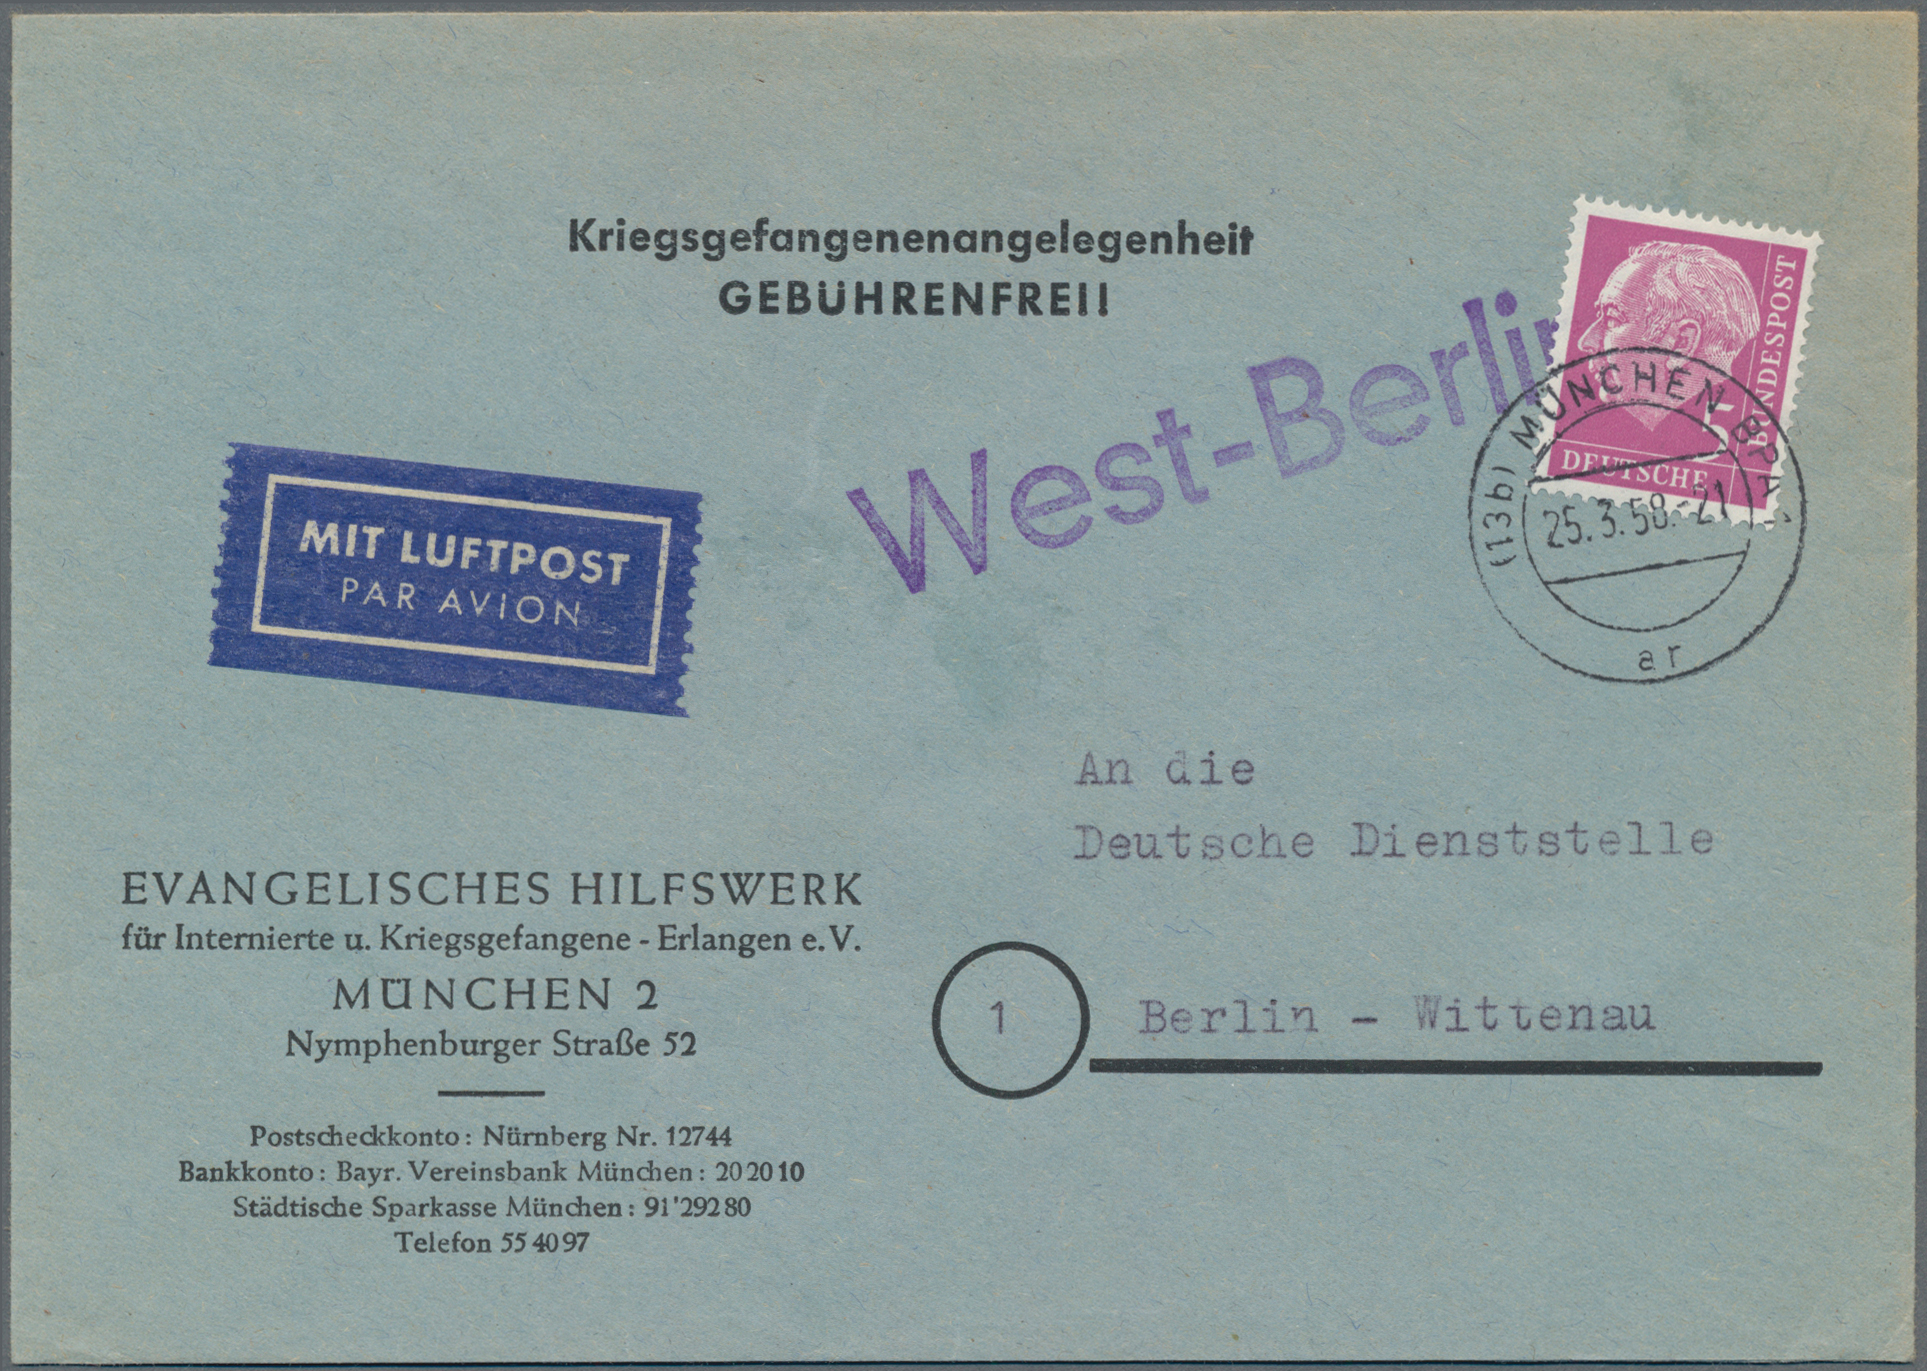 Kriegsgefangenenangelegenheit
GEBÜHRENFREI!
West-Berlin
5
DEUTSCHE
BUNDESPOST
(13b) MÜNCHEN BPA
25.3.58.-21
ar
MIT LUFTPOST
PAR AVION
An die
Deutsche Dienststelle
1 Berlin - Wittenau
EVANGELISCHES HILFSWERK
für Internierte u. Kriegsgefangene - Erlangen e. V.
MÜNCHEN 2
Nymphenburger Straße 52
Postscheckkonto: Nürnberg Nr. 12744
Bankkonto: Bayr. Vereinsbank München: 202010
Städtische Sparkasse München: 91'29280
Telefon 554097